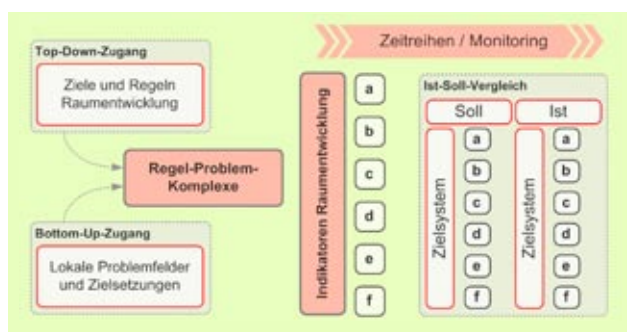 Top-Down-Zugang
Ziele und Regeln
Raumentwicklung
Regel-Problem-
Komplexe
Bottom-Up-Zugang
Lokale Problemfelder
und Zielsetzungen
Zeitreihen / Monitoring
Indikatoren Raumentwicklung
a
b
c
d
e
f
Ist-Soll-Vergleich
Soll
Zielsystem
a
b
c
d
e
f
Ist
Zielsystem
a
b
c
d
e
f